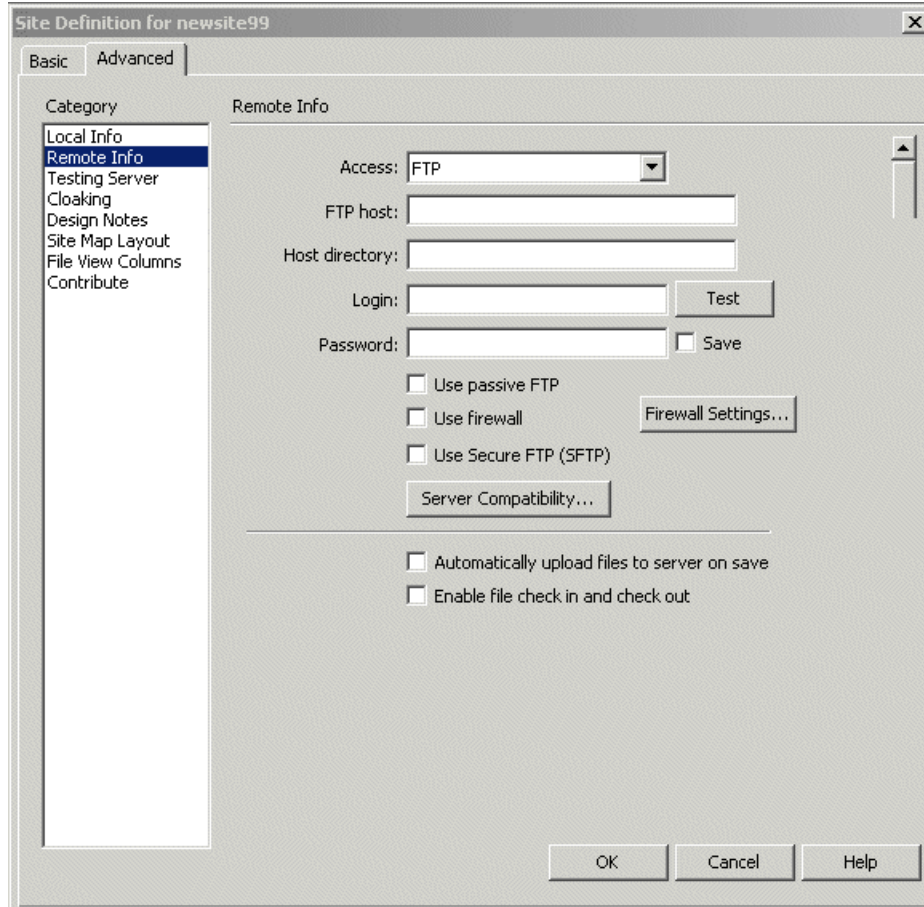 Site Definition for newsite99
Basic
Advanced
Category
Local Info
Remote Info
Testing Server
Cloaking
Design Notes
Site Map Layout
File View Columns
Contribute
Remote Info
Access: FTP
FTP host:
Host directory:
Login:
Test
Password:
Save
Use passive FTP
Use firewall
Firewall Settings...
Use Secure FTP (SFTP)
Server Compatibility...
Automatically upload files to server on save
Enable file check in and check out
OK
Cancel
Help